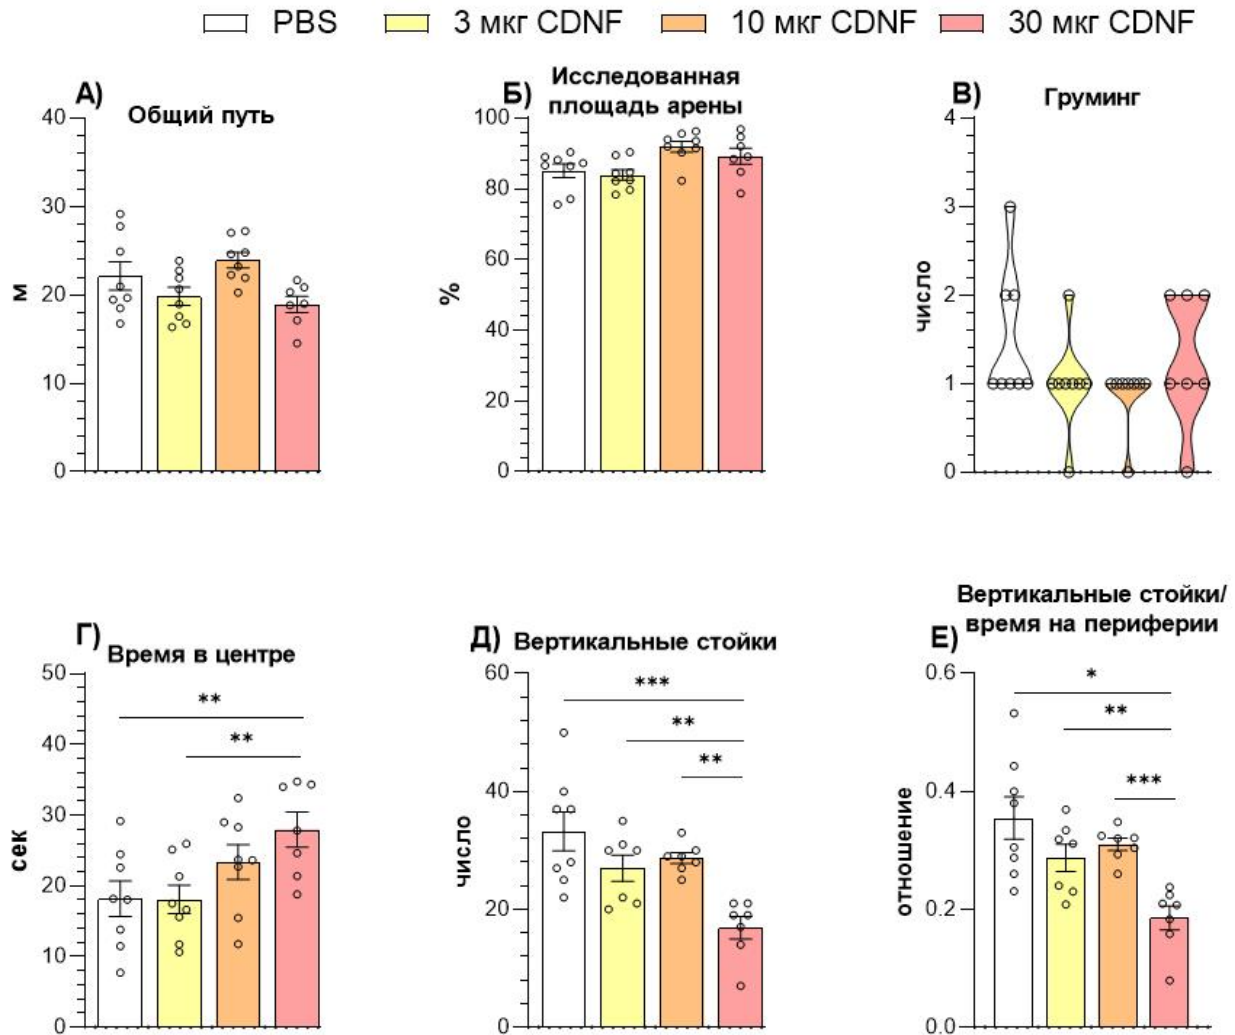 PBS 3 мкг CDNF 10 мкг CDNF 30 мкг CDNF
А)
Общий путь
40
30
20
10
0
м
Б)
Исследованная
площадь арены
100
80
60
40
20
0
%
В)
Груминг
4
3
2
1
0
число
Г)
Время в центре
50
40
30
20
10
0
сек
**
**
Д)
Вертикальные стойки
60
40
20
0
число
***
**
**
Е)
Вертикальные стойки/
время на периферии
0.6
0.4
0.2
0.0
отношение
*
**
***